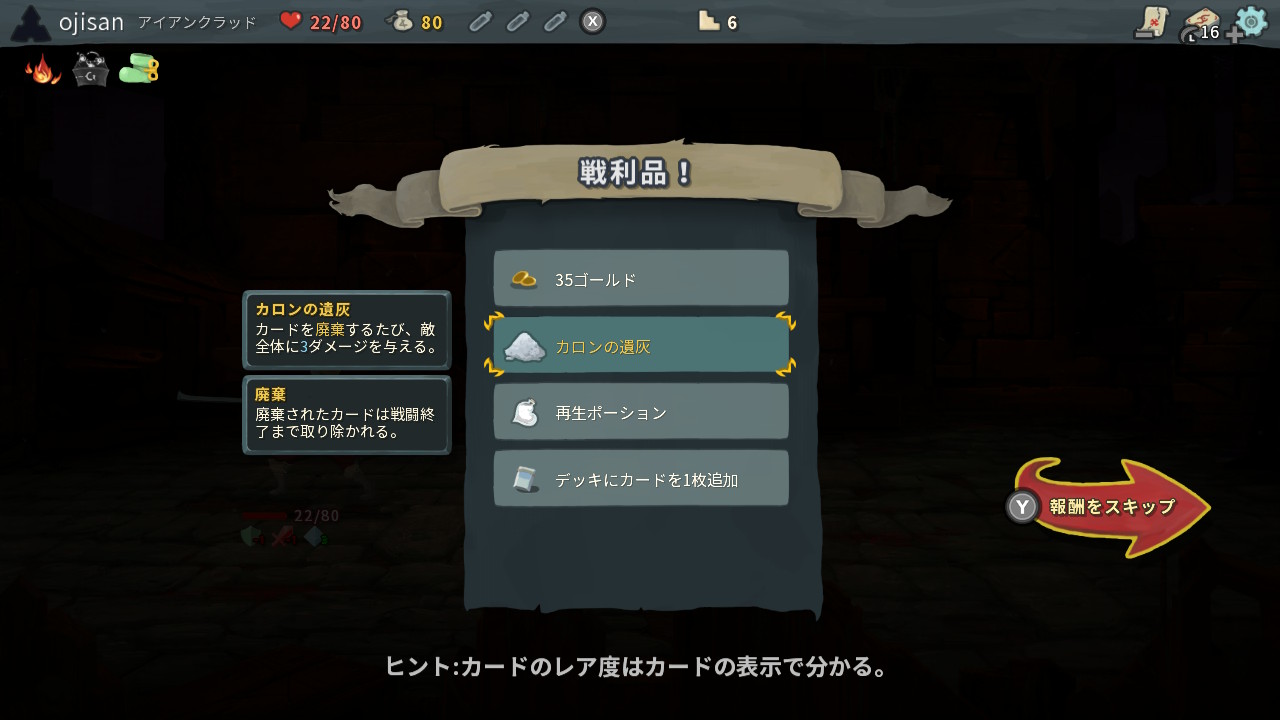 ojisan アイアンクラッド 22/80 80 X 6 L 16
戦利品！
35ゴールド
カロンの遺灰
カードを廃棄するたび、敵
全体に3ダメージを与える。
カロンの遺灰
廃棄
廃棄されたカードは戦闘終
了まで取り除かれる。
再生ポーション
デッキにカードを1枚追加
Y 報酬をスキップ
22/80
ヒント:カードのレア度はカードの表示で分かる。